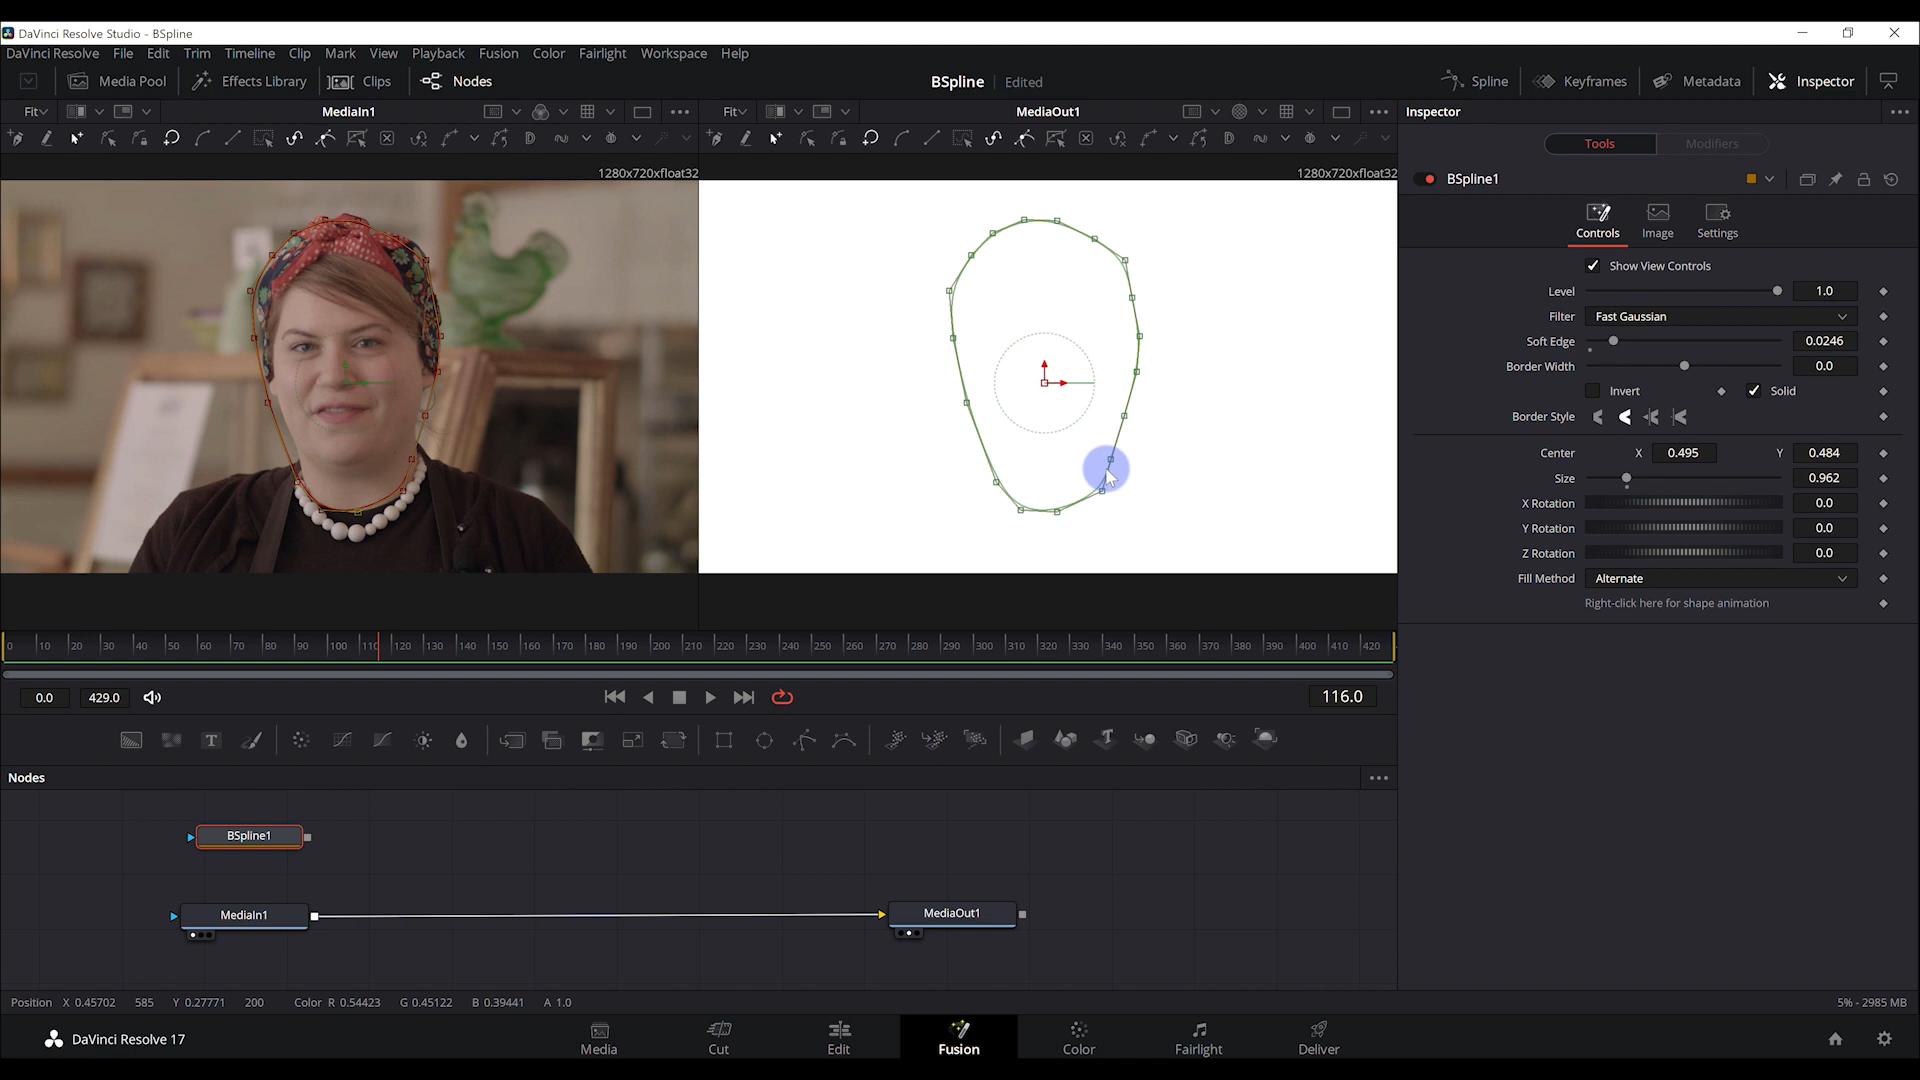 DaVinci Resolve Studio - BSpline
DaVinci Resolve File Edit Trim Timeline Clip Mark View Playback Fusion Color Fairlight Workspace Help
Media Pool Effects Library Clips Nodes BSpline Edited Spline Keyframes Metadata Inspector
Fit MediaIn1 Fit MediaOut1 Inspector
Tools Modifiers
1280x720xfloat32 1280x720xfloat32
BSpline1
Controls Image Settings
Show View Controls
Level 1.0
Filter Fast Gaussian
Soft Edge 0.0246
Border Width 0.0
Invert Solid
Border Style
Center X 0.495 Y 0.484
Size 0.962
X Rotation 0.0
Y Rotation 0.0
Z Rotation 0.0
Fill Method Alternate
Right-click here for shape animation
0 10 20 30 40 50 60 70 80 90 100 110 120 130 140 150 160 170 180 190 200 210 220 230 240 250 260 270 280 290 300 310 320 330 340 350 360 370 380 390 400 410 420
0.0 429.0 116.0
T
Nodes
BSpline1
MediaIn1 MediaOut1
Position X 0.45702 585 Y 0.27771 200 Color R 0.54423 G 0.45122 B 0.39441 A 1.0 5% - 2985 MB
DaVinci Resolve 17 Media Cut Edit Fusion Color Fairlight Deliver